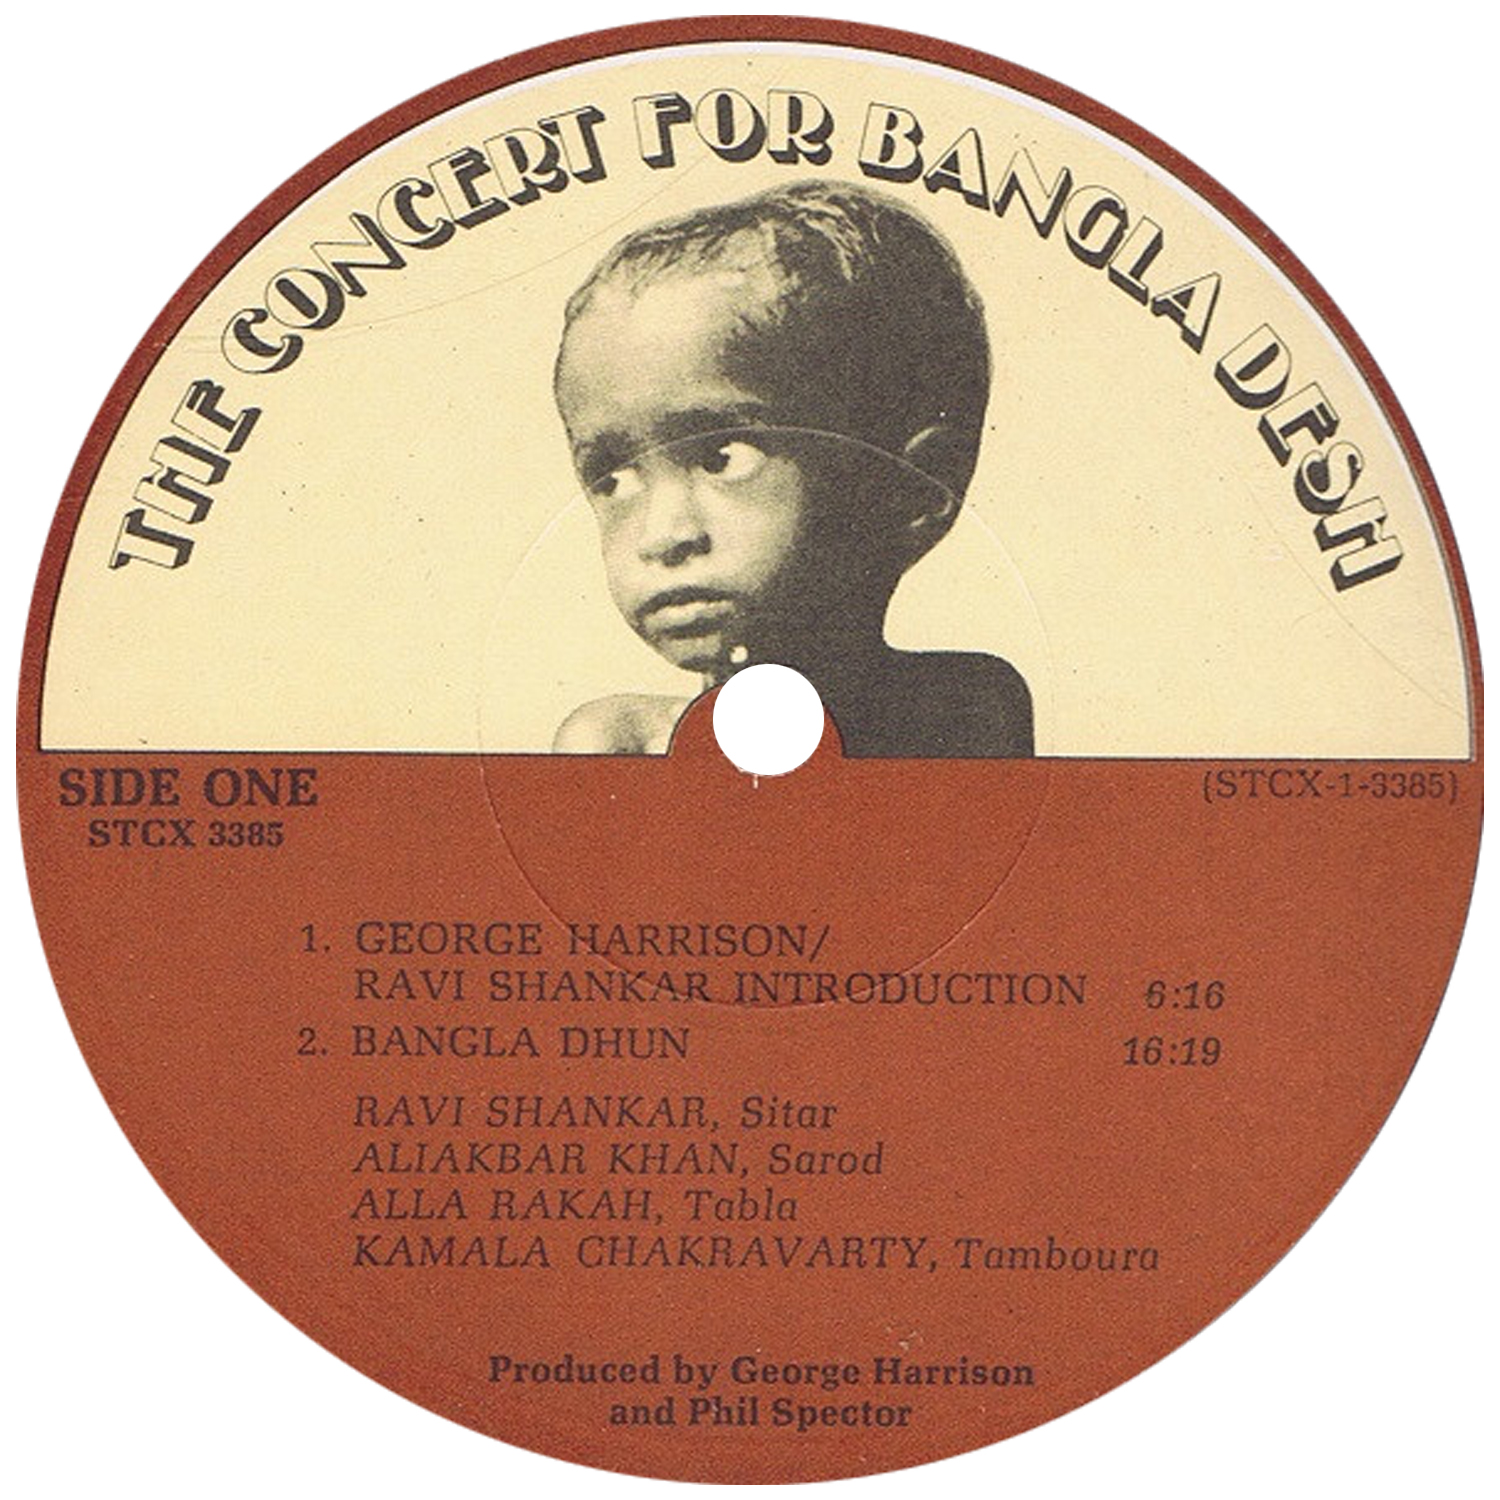 THE CONCERT FOR BANGLA DESH
SIDE ONE
STCX 3385
(STCX-1-3385)
1. GEORGE HARRISON/
RAVI SHANKAR INTRODUCTION 6:16
2. BANGLA DHUN 16:19
RAVI SHANKAR, Sitar
ALIAKBAR KHAN, Sarod
ALLA RAKAH, Tabla
KAMALA CHAKRAVARTY, Tamboura
Produced by George Harrison
and Phil Spector